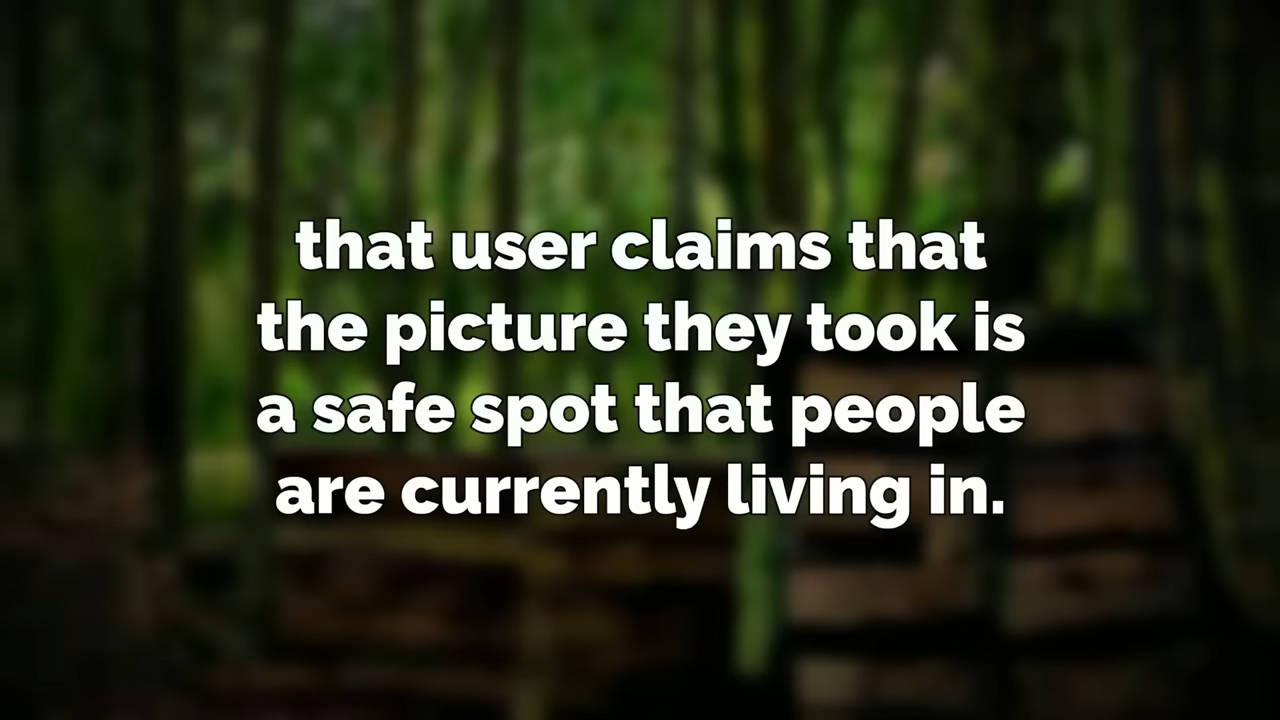 that user claims that
the picture they took is
a safe spot that people
are currently living in.